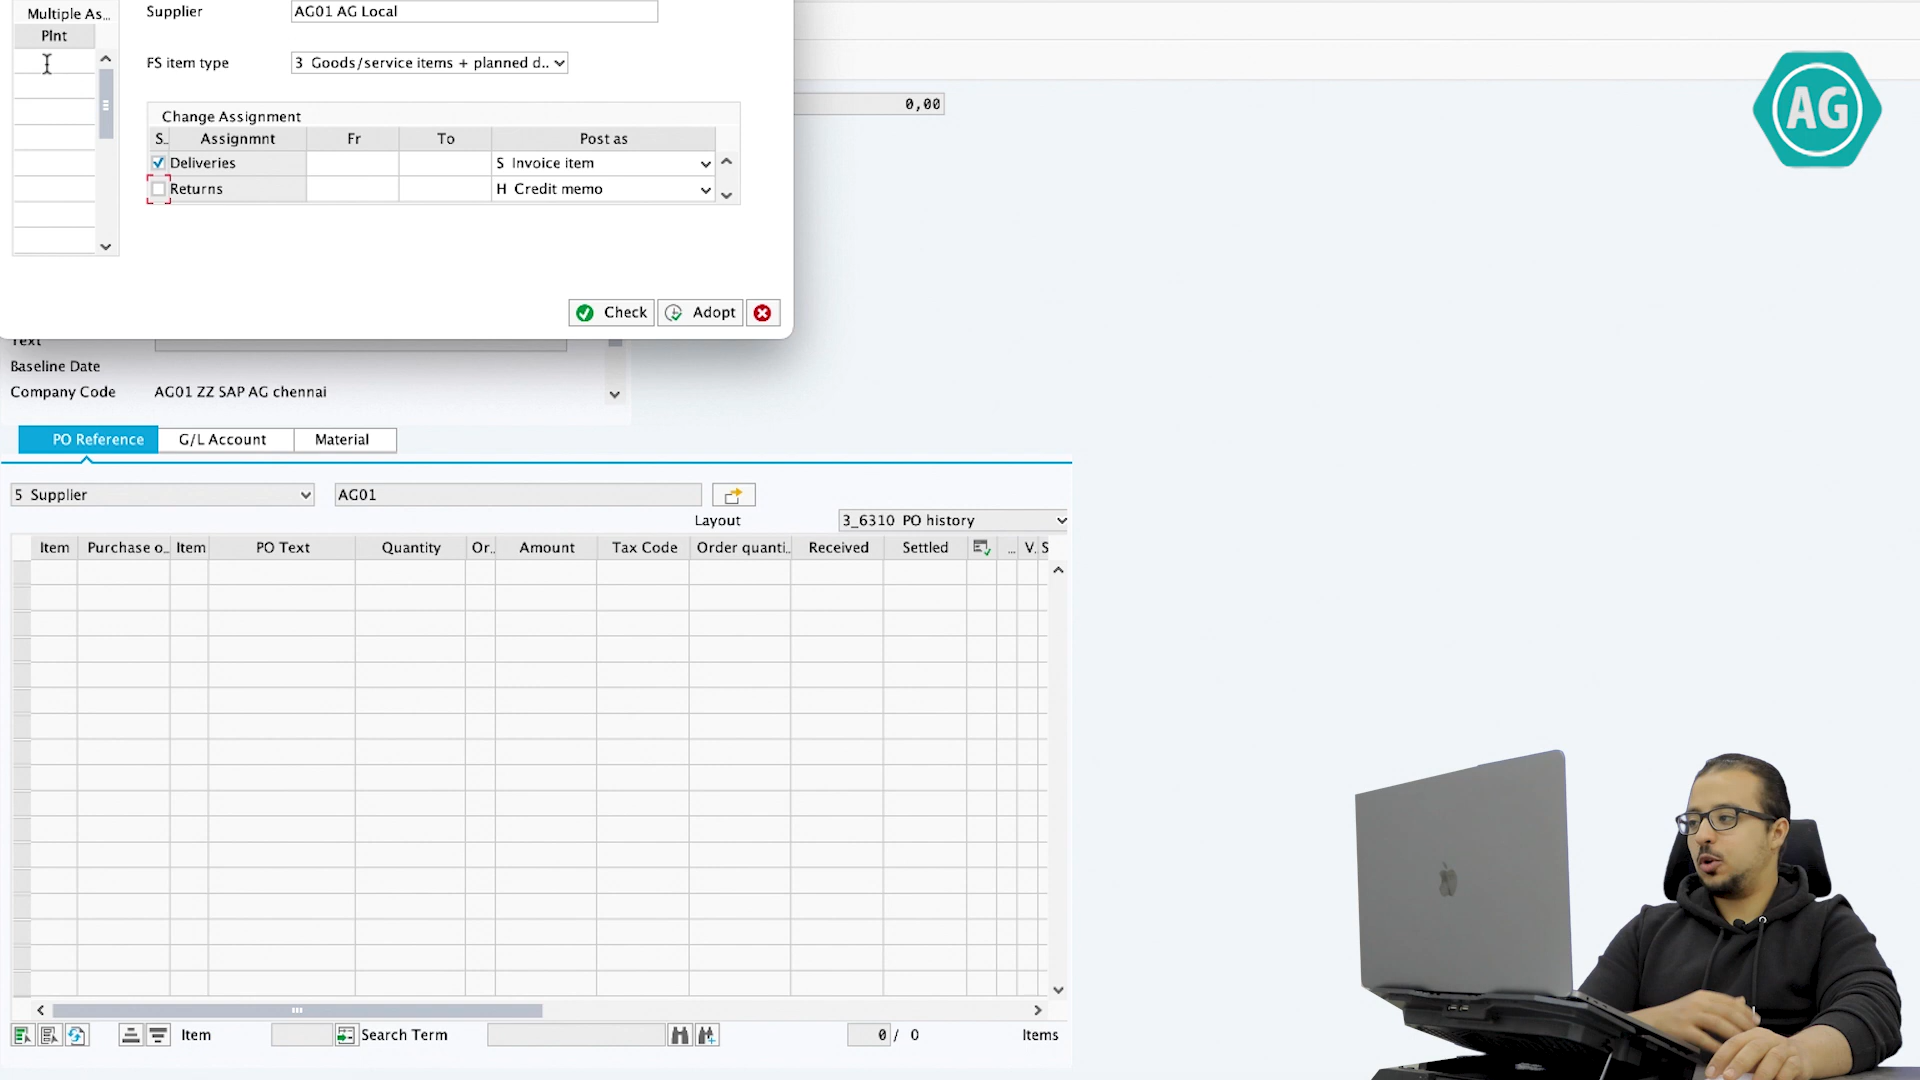 Multiple As...
Supplier
AG01 AG Local
Plnt
FS item type
3 Goods/service items + planned d..
Change Assignment
S.. Assignmnt Fr To Post as
Deliveries S Invoice item
Returns H Credit memo
Check Adopt
0,00
AG
Text
Baseline Date
Company Code AG01 ZZ SAP AG chennai
PO Reference G/L Account Material
5 Supplier AG01
Layout 3_6310 PO history
Item Purchase o.. Item PO Text Quantity Or.. Amount Tax Code Order quanti.. Received Settled ... V. S
Item Search Term 0 / 0 Items